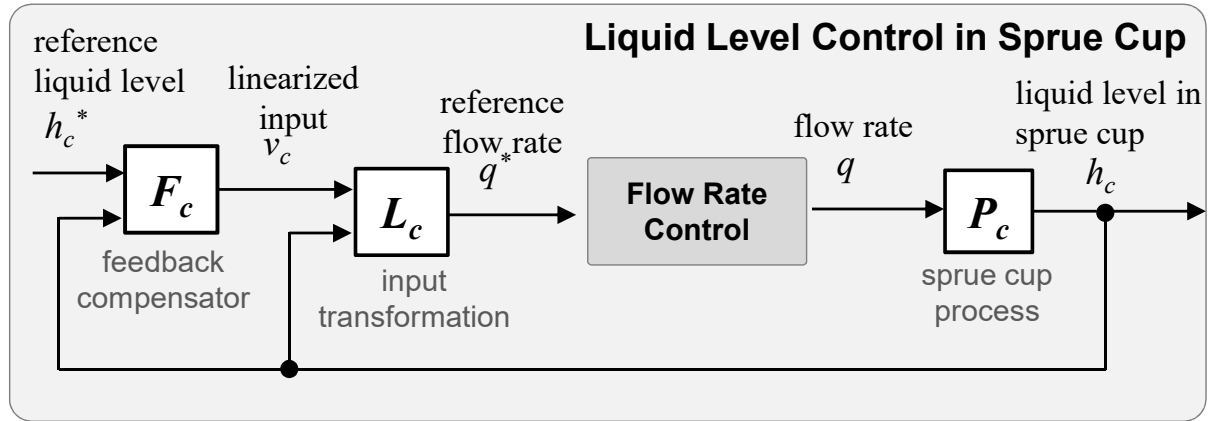 Liquid Level Control in Sprue Cup
reference
liquid level
h_c*
linearized
input
v_c
reference
flow rate
q*
flow rate
q
liquid level in
sprue cup
h_c
F_c
L_c
Flow Rate
Control
P_c
feedback
compensator
input
transformation
sprue cup
process